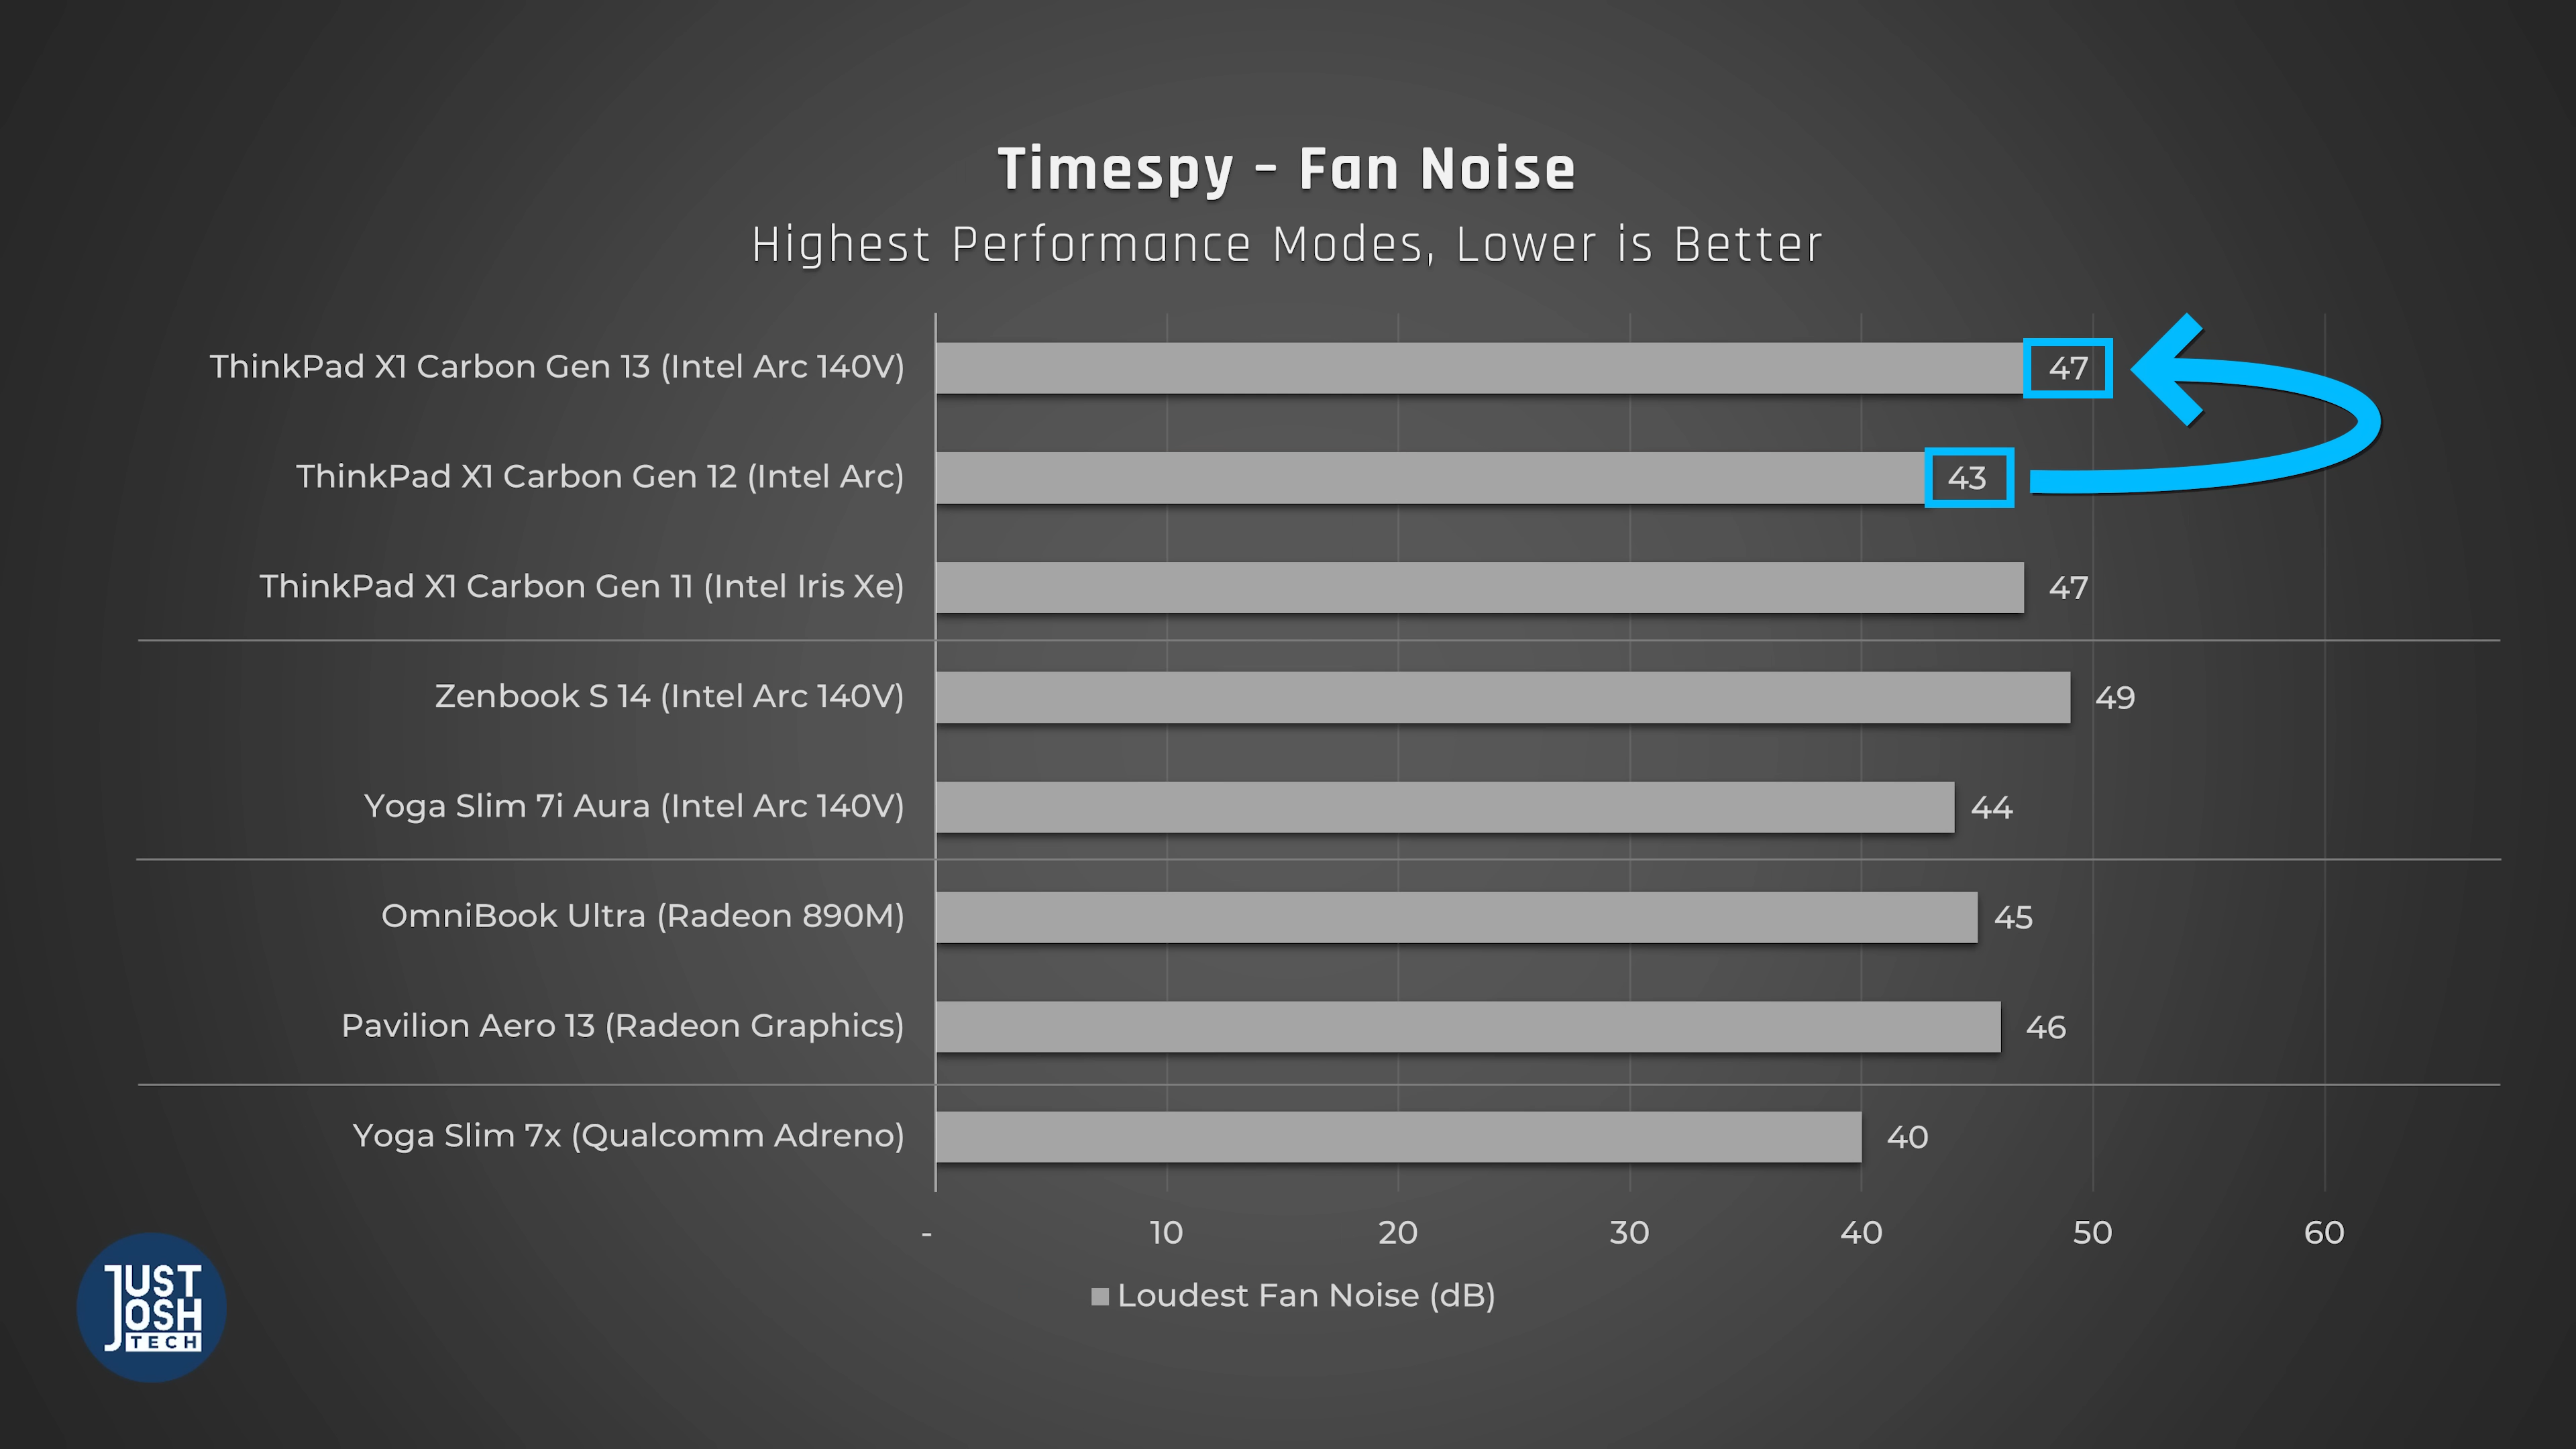 Timespy – Fan Noise
Highest Performance Modes, Lower is Better
ThinkPad X1 Carbon Gen 13 (Intel Arc 140V)
47
ThinkPad X1 Carbon Gen 12 (Intel Arc)
43
ThinkPad X1 Carbon Gen 11 (Intel Iris Xe)
47
Zenbook S 14 (Intel Arc 140V)
49
Yoga Slim 7i Aura (Intel Arc 140V)
44
OmniBook Ultra (Radeon 890M)
45
Pavilion Aero 13 (Radeon Graphics)
46
Yoga Slim 7x (Qualcomm Adreno)
40
- 10 20 30 40 50 60
Loudest Fan Noise (dB)
JUST
JOSH
TECH